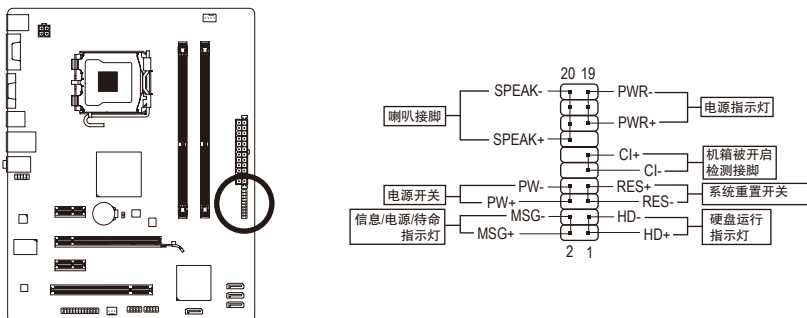 20 19
SPEAK-
PWR-
喇叭接脚
电源指示灯
PWR+
SPEAK+
CI+
机箱被开启
检测接脚
CI-
电源开关
PW-
RES+
系统重置开关
PW+
RES-
信息/电源/待命
指示灯
MSG-
HD-
硬盘运行
指示灯
MSG+
HD+
2 1